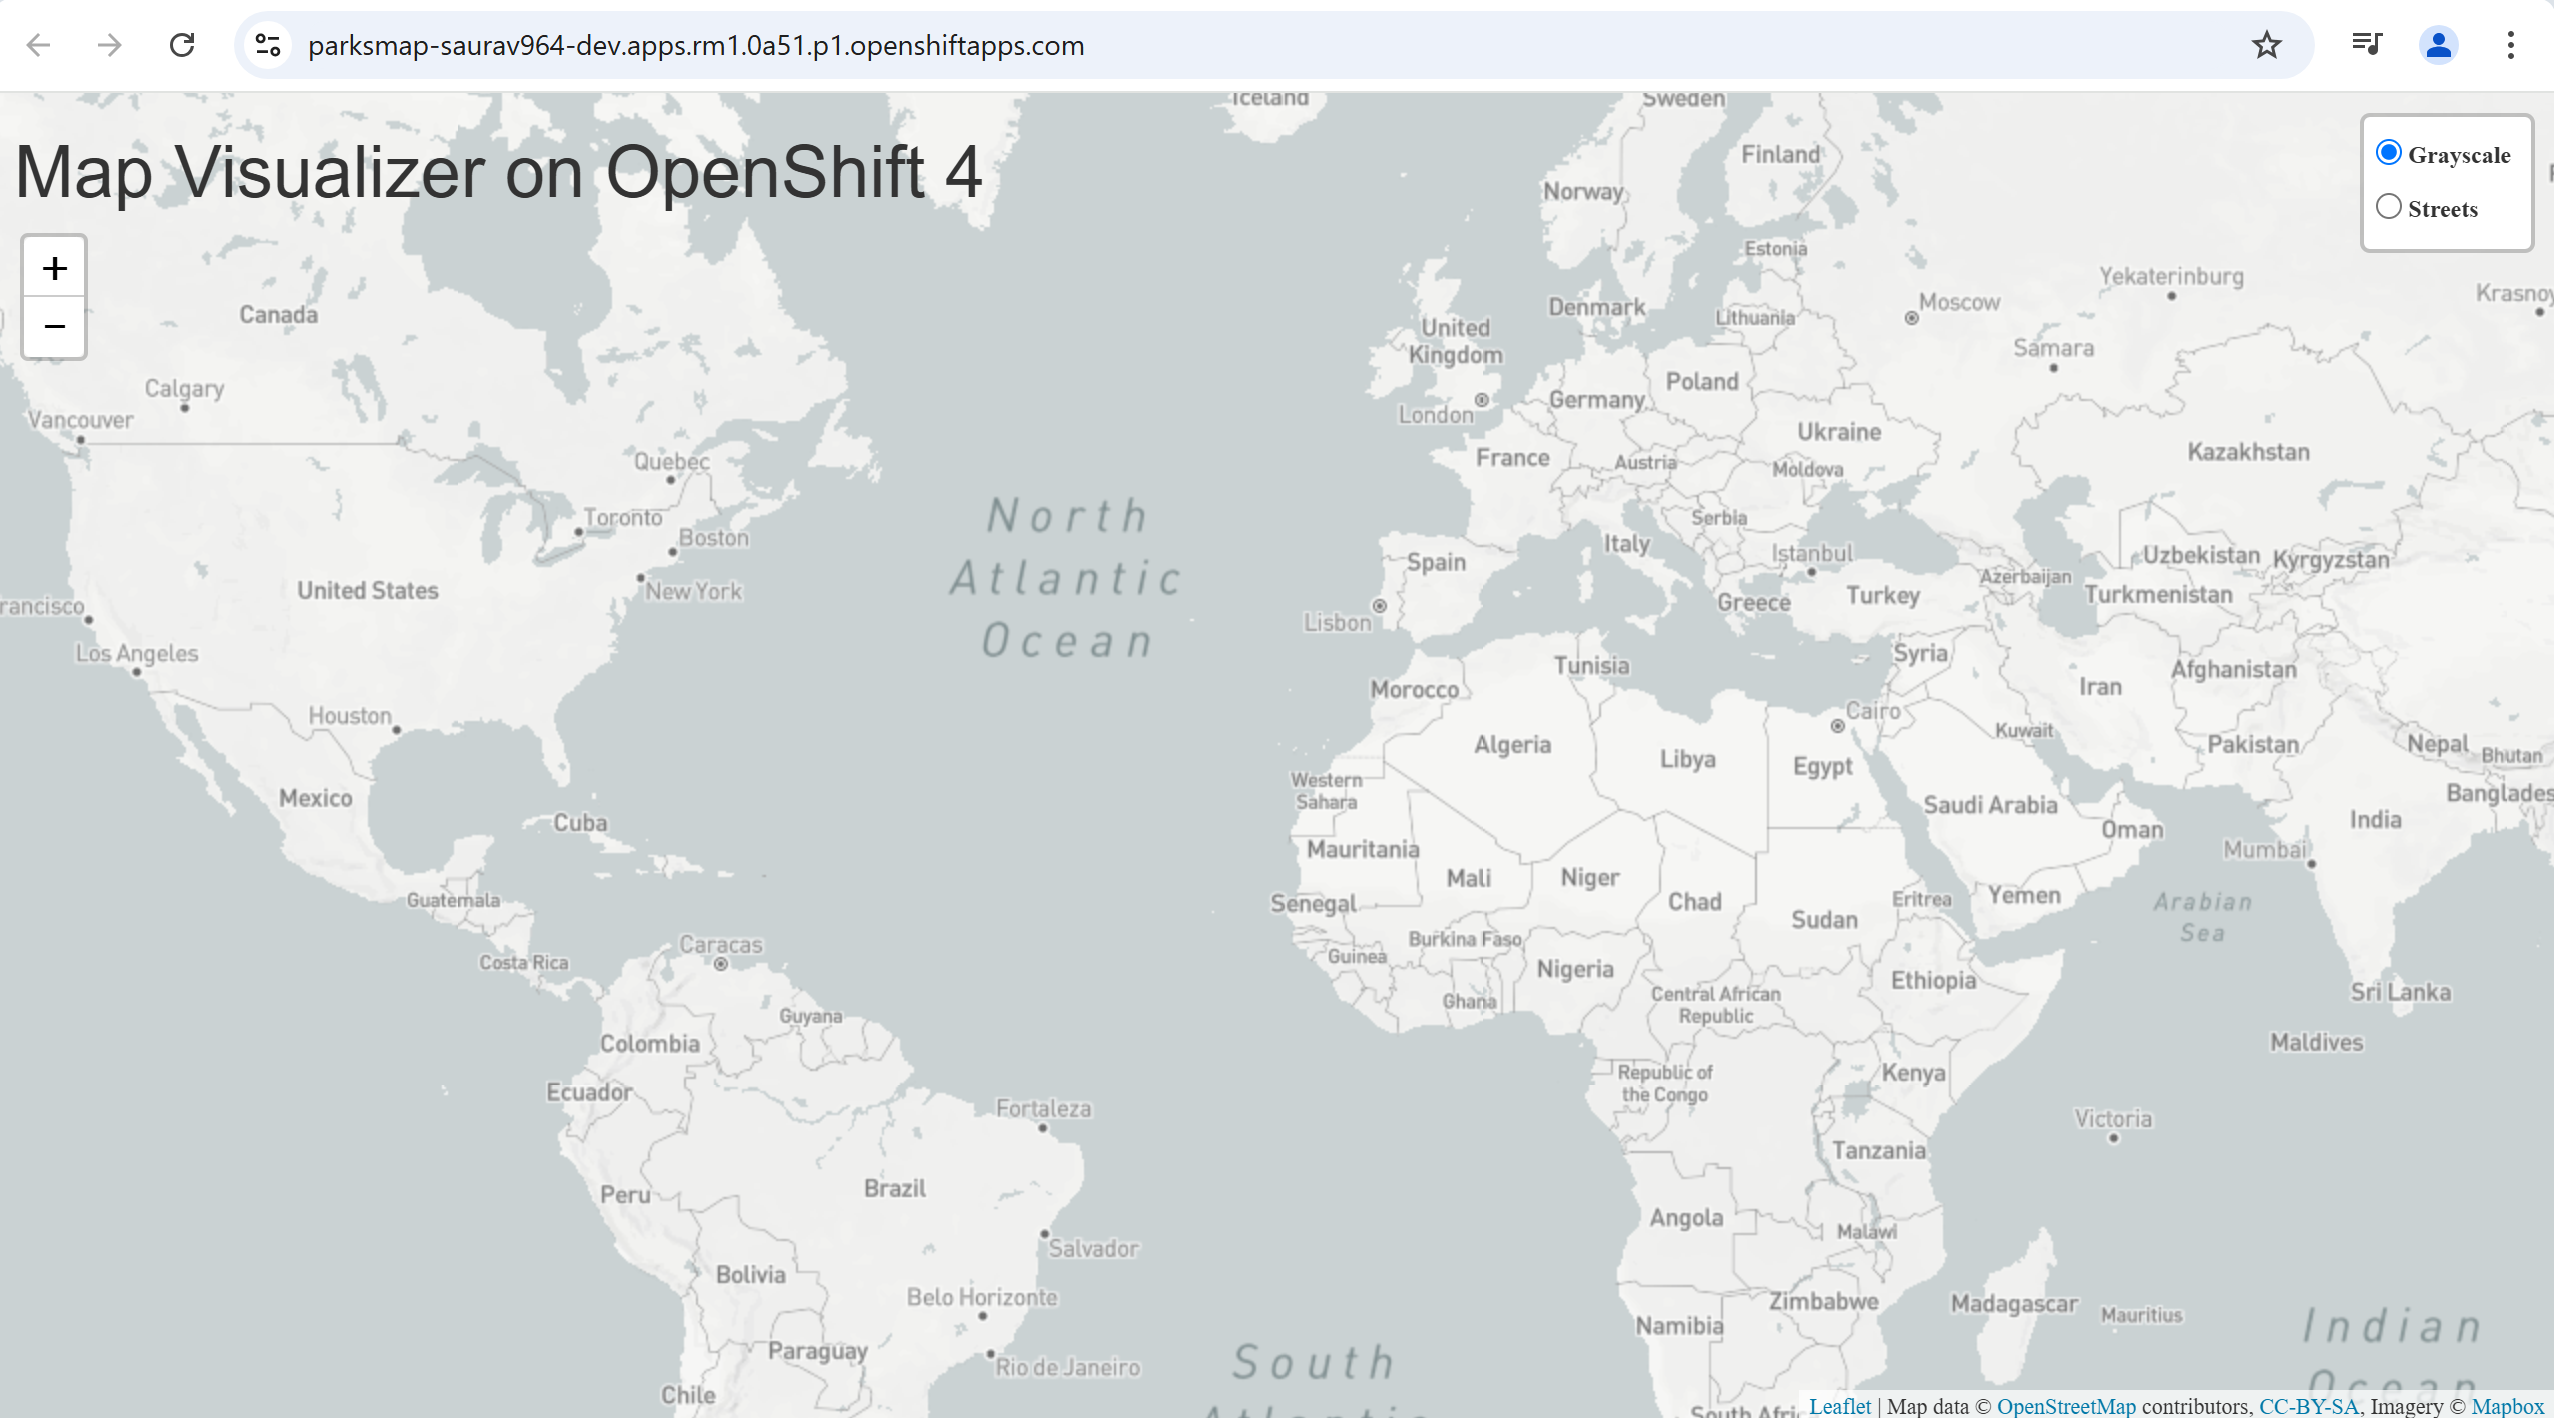 parksmap-saurav964-dev.apps.rm1.0a51.p1.openshiftapps.com
Map Visualizer on OpenShift 4
+
−
Grayscale
Streets
Iceland
Sweden
Finland
Norway
Estonia
Denmark
Lithuania
Moscow
Yekaterinburg
Krasnoy
Samara
United
Kingdom
London
Germany
Poland
Ukraine
France
Austria
Moldova
Kazakhstan
Serbia
Italy
Istanbul
Spain
Lisbon
Greece
Turkey
Azerbaijan
Uzbekistan
Kyrgyzstan
Turkmenistan
Canada
Calgary
Vancouver
Quebec
Toronto
Boston
New York
United States
rancisco
Los Angeles
Houston
Mexico
Cuba
Guatemala
Costa Rica
Caracas
North
Atlantic
Ocean
Morocco
Tunisia
Algeria
Libya
Cairo
Egypt
Syria
Iran
Afghanistan
Kuwait
Pakistan
Nepal
Bhutan
Banglades
India
Mumbai
Saudi Arabia
Oman
Yemen
Arabian
Sea
Western
Sahara
Mauritania
Mali
Niger
Chad
Sudan
Eritrea
Senegal
Burkina Faso
Guinea
Ghana
Nigeria
Central African
Republic
Ethiopia
Sri Lanka
Maldives
Republic of
the Congo
Kenya
Tanzania
Victoria
Angola
Malawi
Zimbabwe
Namibia
Madagascar
Mauritius
Guyana
Colombia
Ecuador
Fortaleza
Peru
Brazil
Salvador
Bolivia
Belo Horizonte
Paraguay
Rio de Janeiro
Chile
South
Atlantic
Indian
Ocean
South Afri
Leaflet | Map data © OpenStreetMap contributors, CC-BY-SA, Imagery © Mapbox